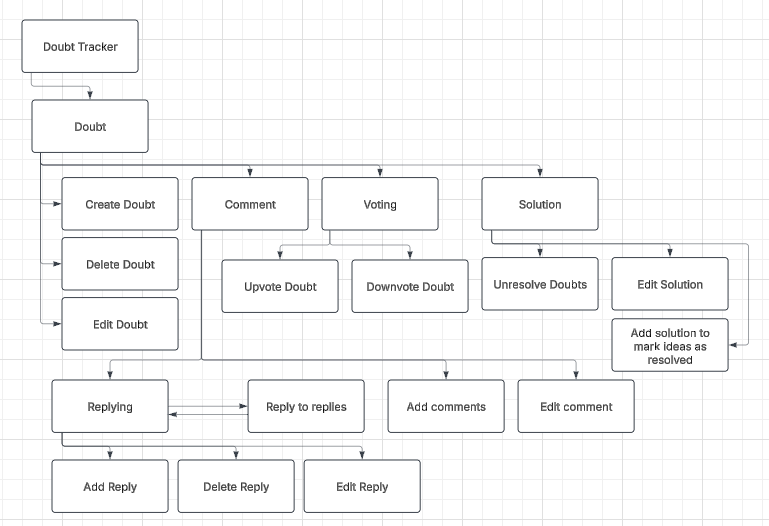 Doubt Tracker
Doubt
Create Doubt
Comment
Voting
Solution
Delete Doubt
Upvote Doubt
Downvote Doubt
Unresolve Doubts
Edit Solution
Edit Doubt
Add solution to
mark ideas as
resolved
Replying
Reply to replies
Add comments
Edit comment
Add Reply
Delete Reply
Edit Reply